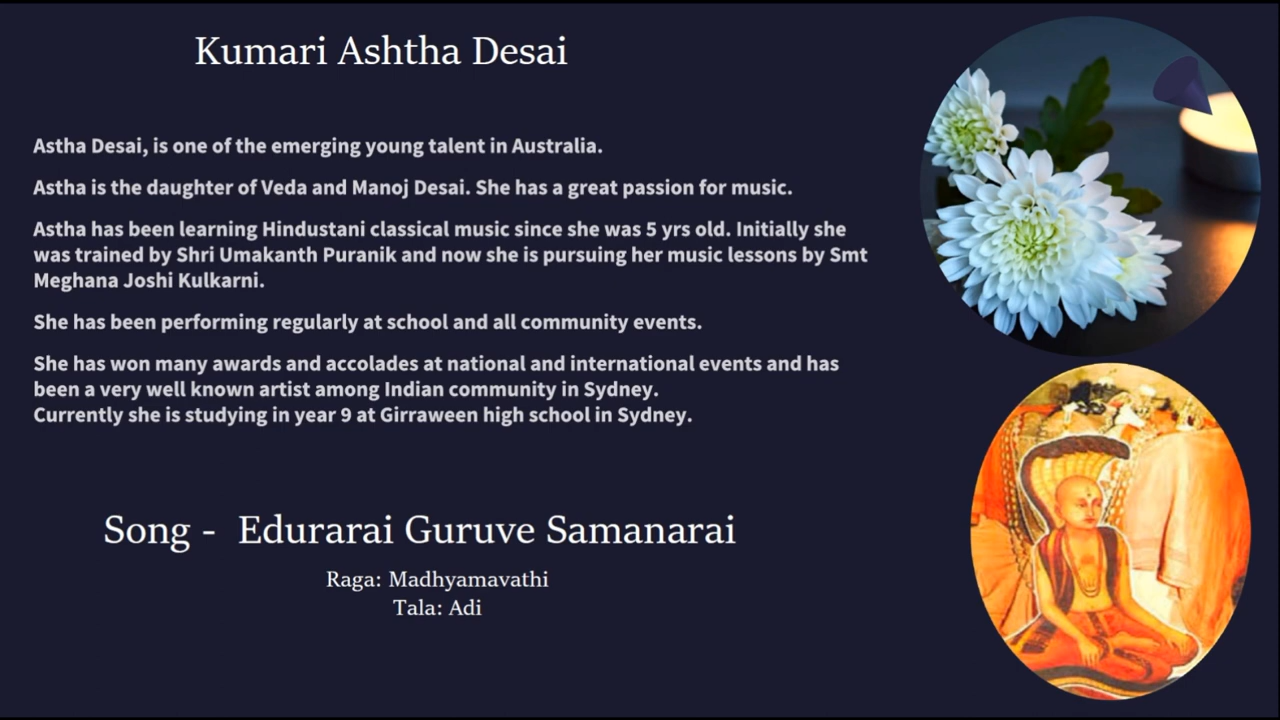 Kumari Ashtha Desai
Astha Desai, is one of the emerging young talent in Australia.
Astha is the daughter of Veda and Manoj Desai. She has a great passion for music.
Astha has been learning Hindustani classical music since she was 5 yrs old. Initially she
was trained by Shri Umakanth Puranik and now she is pursuing her music lessons by Smt
Meghana Joshi Kulkarni.
She has been performing regularly at school and all community events.
She has won many awards and accolades at national and international events and has
been a very well known artist among Indian community in Sydney.
Currently she is studying in year 9 at Girraween high school in Sydney.
Song - Edurarai Guruve Samanarai
Raga: Madhyamavathi
Tala: Adi